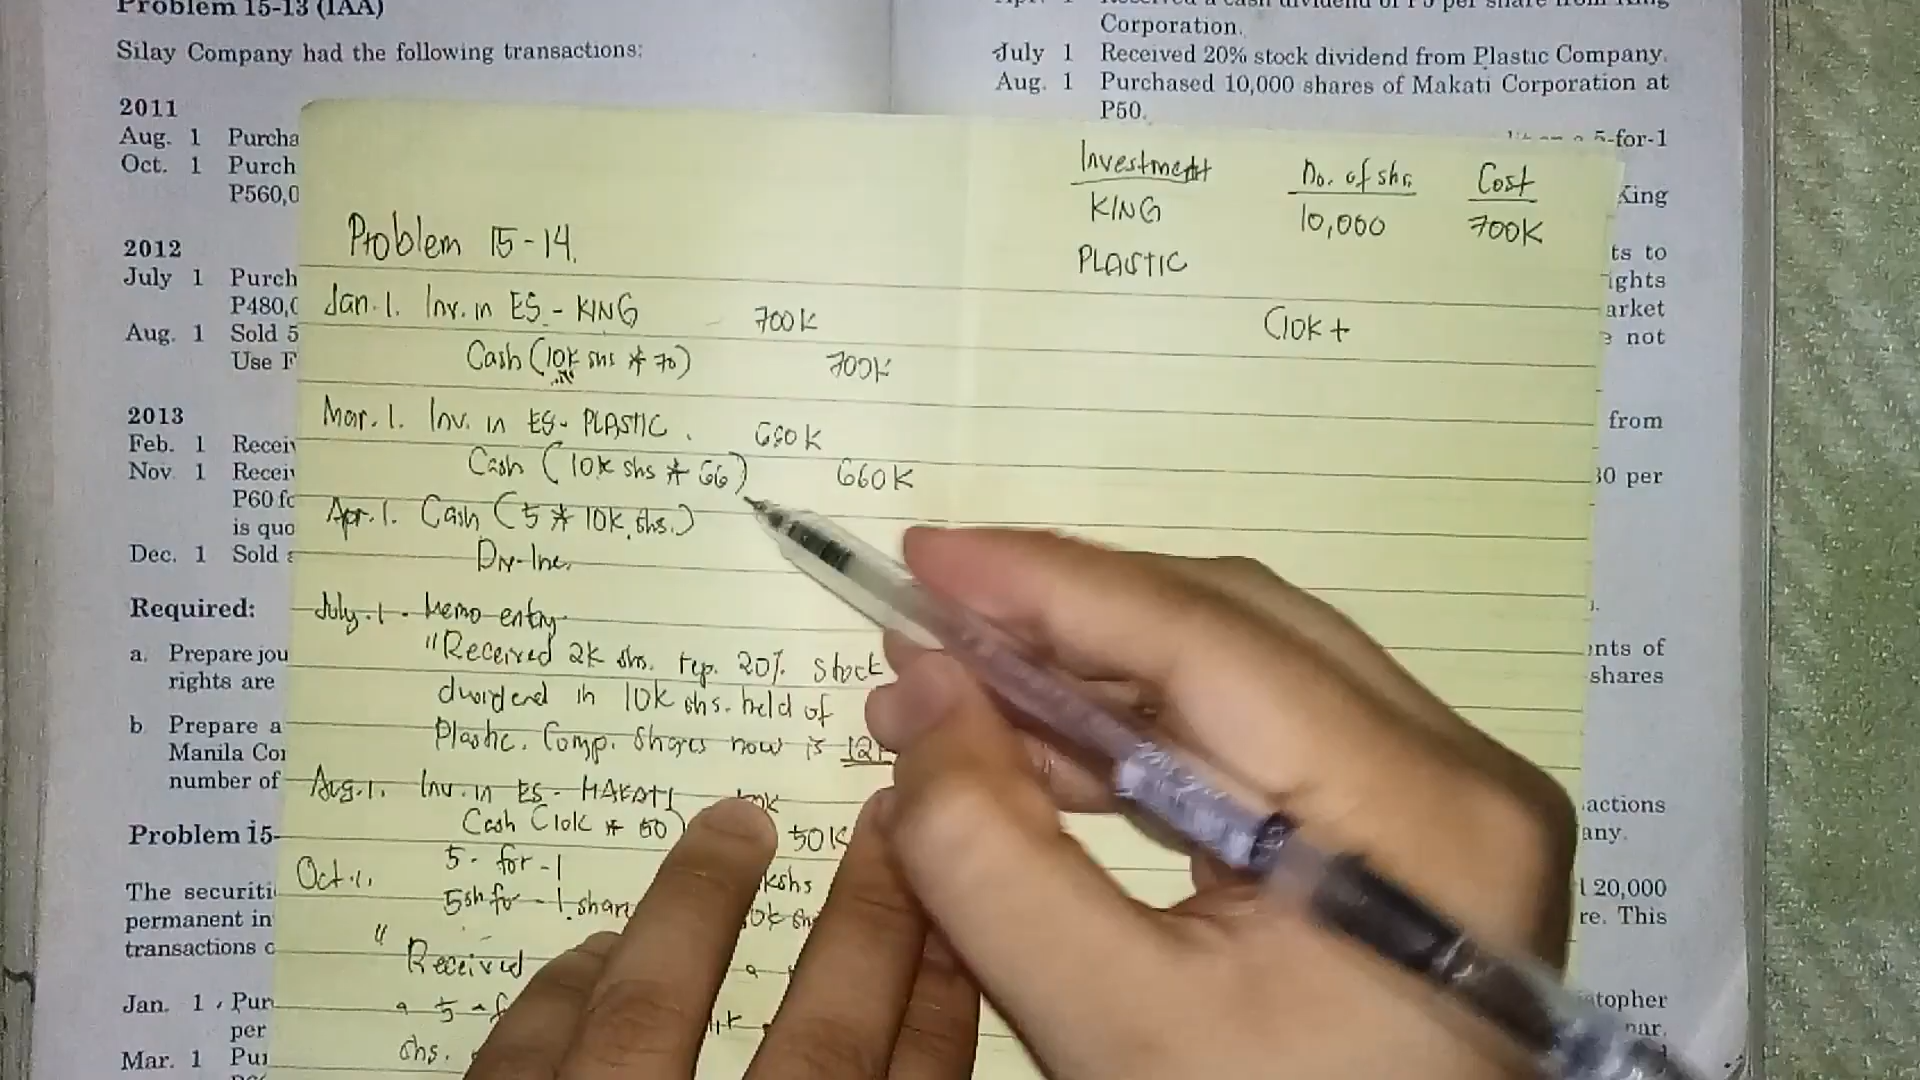 Problem 15-13 (IAA)
Silay Company had the following transactions:
2011
Aug. 1 Purcha
Oct. 1 Purch
P560,0
2012
July 1 Purch
P480,0
Aug. 1 Sold 5
Use F
2013
Feb. 1 Recei
Nov. 1 Recei
P60 fo
is quo
Dec. 1 Sold
Required:
a. Prepare jou
rights are
b Prepare a
Manila Cor
number of
Problem 15-
The securiti
permanent in
transactions o
Jan. 1 Pur
per
Mar. 1 Pur
Corporation.
July 1 Received 20% stock dividend from Plastic Company.
Aug. 1 Purchased 10,000 shares of Makati Corporation at
P50.
5-for-1
King
ts to
ights
arket
not
from
30 per
nts of
shares
actions
any.
20,000
re. This
stopher
Problem 15-14.
Jan. 1. Inv. in ES - KING 700K
Cash (10K shs * 70) 700K
Mar. 1. Inv. in ES - PLASTIC. 660K
Cash (10K shs * 66) 660K
Apr. 1. Cash (5 * 10K shs.)
Div-Inc.
July. 1 - Memo entry
"Received 2K shs. rep. 20% stock
dividend in 10K shs. held of
Plastic. Comp. Shares now is 12
Aug. 1. Inv. in ES - MAKATI 50K
Cash (10K * 50) 50K
Oct. 1. 5 - for -1
5sh for - 1 share
kshs
" Received
a 5 - f
shs.
Investment No. of shs. Cost
KING 10,000 700K
PLASTIC
(10K +